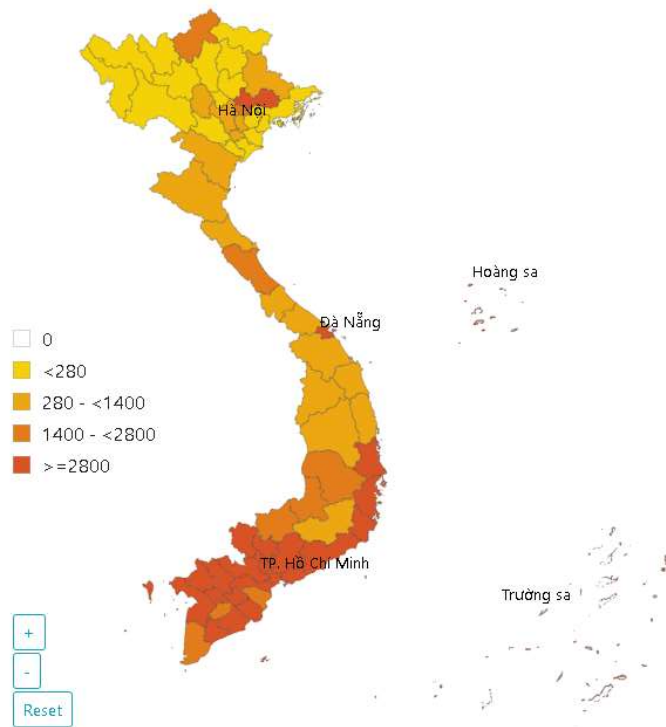 Hà Nội
Hoàng sa
Đà Nẵng
0
<280
280 - <1400
1400 - <2800
>=2800
TP. Hồ Chí Minh
Trường sa
+
-
Reset